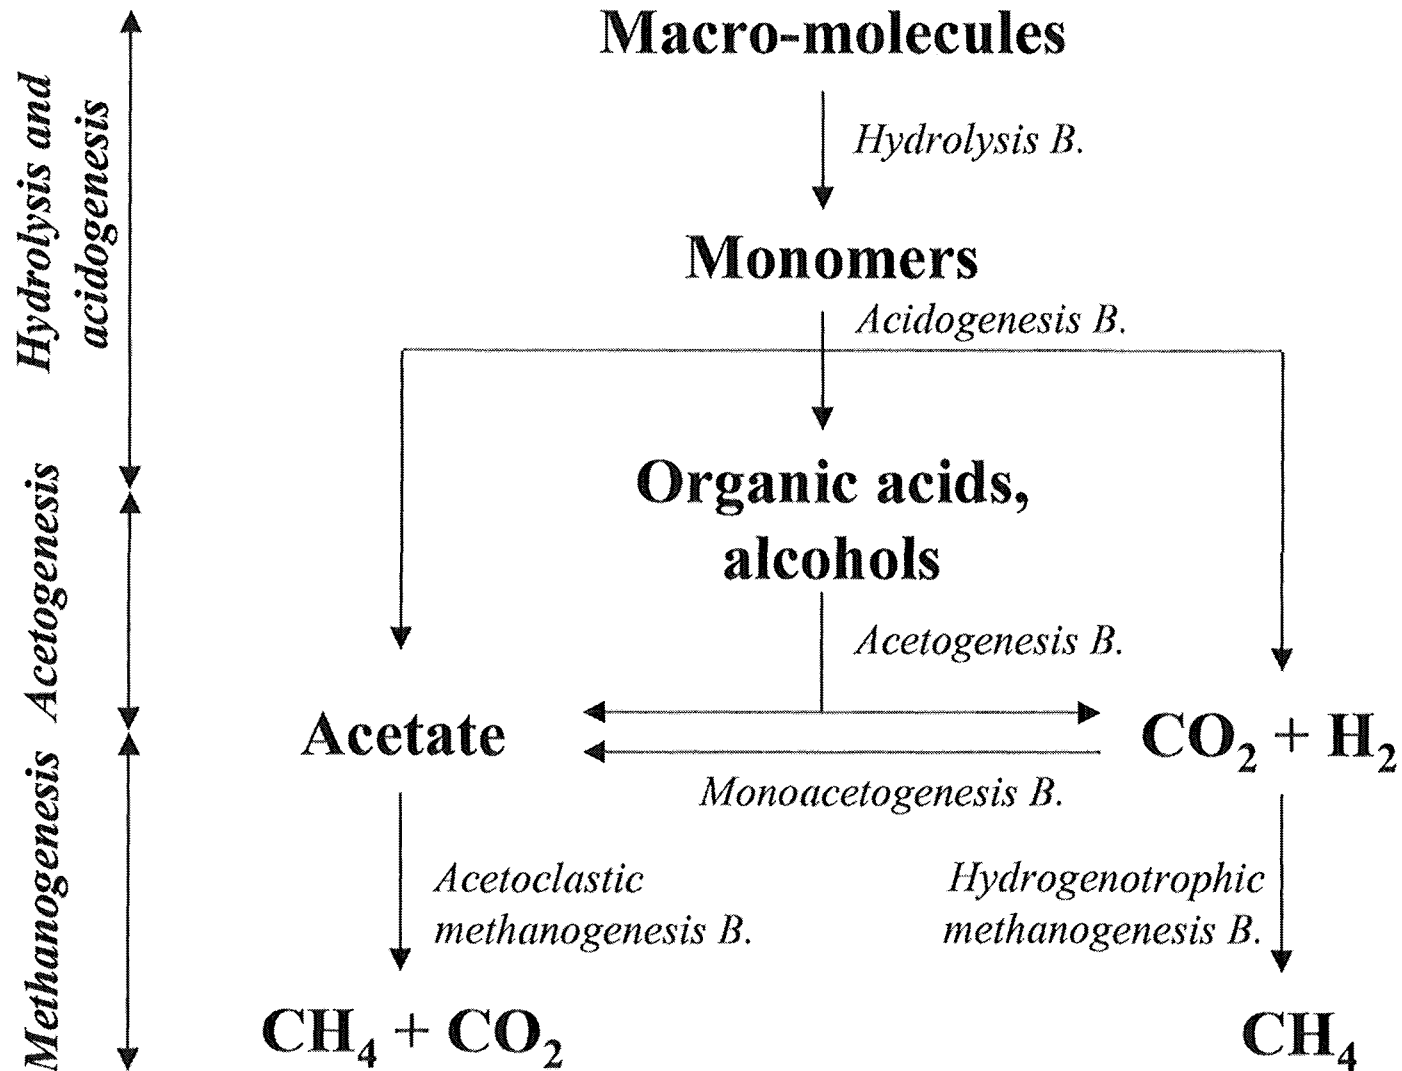 Macro-molecules
Hydrolysis B.
Monomers
Acidogenesis B.
Organic acids,
alcohols
Acetogenesis B.
Acetate
CO₂ + H₂
Monoacetogenesis B.
Acetoclastic
methanogenesis B.
Hydrogenotrophic
methanogenesis B.
CH₄ + CO₂
CH₄
Hydrolysis and
acidogenesis
Acetogenesis
Methanogenesis